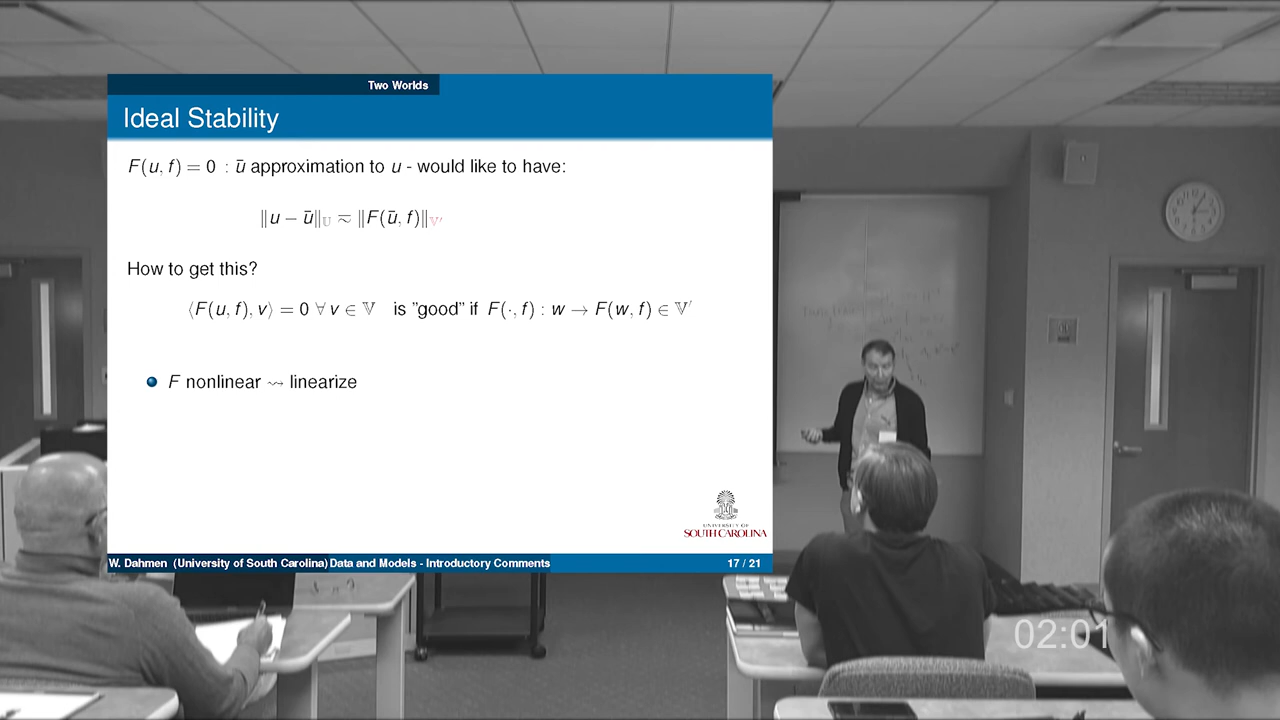 Two Worlds
Ideal Stability
F(u, f) = 0 : ū approximation to u - would like to have:
‖u − ū‖_𝕌 ≂ ‖F(ū, f)‖_𝕍′
How to get this?
⟨F(u, f), v⟩ = 0 ∀ v ∈ 𝕍 is "good" if F(·, f) : w → F(w, f) ∈ 𝕍′
F nonlinear ⇝ linearize
UNIVERSITY OF
SOUTH CAROLINA
W. Dahmen (University of South Carolina) Data and Models - Introductory Comments 17 / 21
02:01